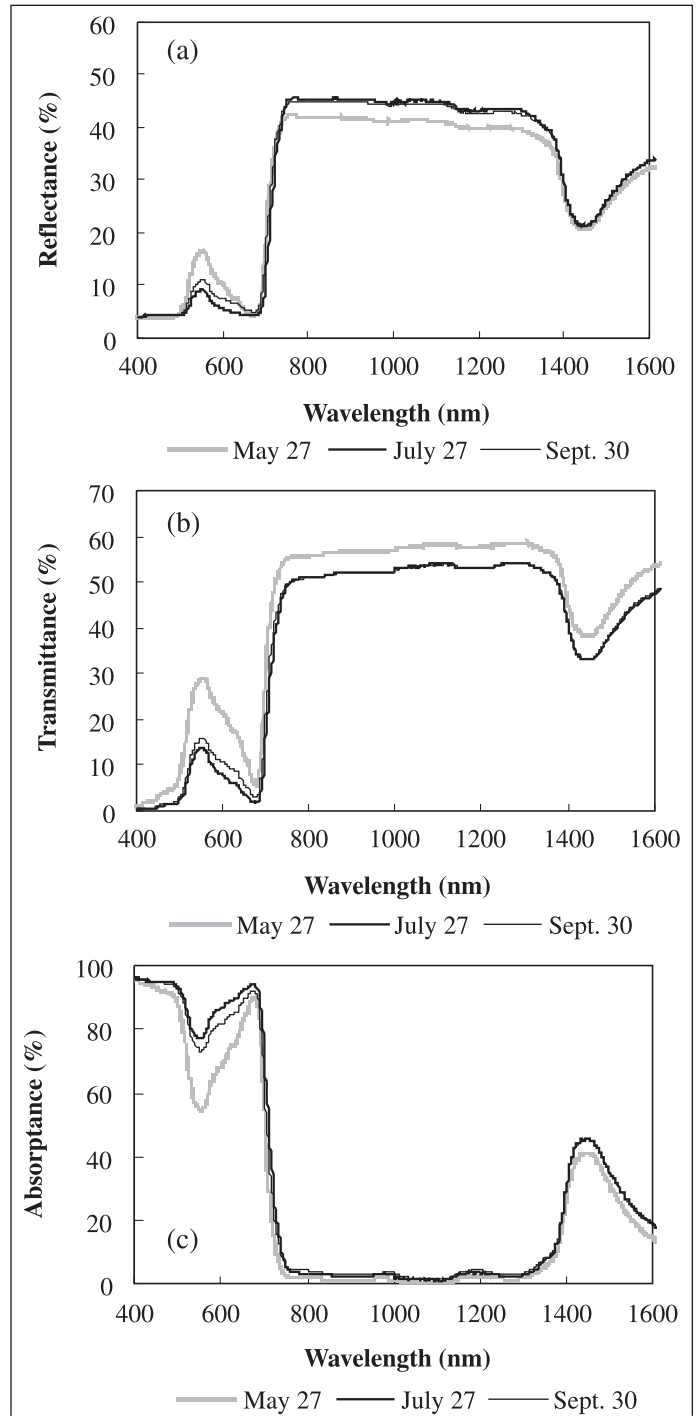 (a)
60
50
40
30
20
10
0
Reflectance (%)
400 600 800 1000 1200 1400 1600
Wavelength (nm)
May 27 July 27 Sept. 30
(b)
70
60
50
40
30
20
10
0
Transmittance (%)
400 600 800 1000 1200 1400 1600
Wavelength (nm)
May 27 July 27 Sept. 30
100
80
60
40
20
0
Absorptance (%)
(c)
400 600 800 1000 1200 1400 1600
Wavelength (nm)
May 27 July 27 Sept. 30